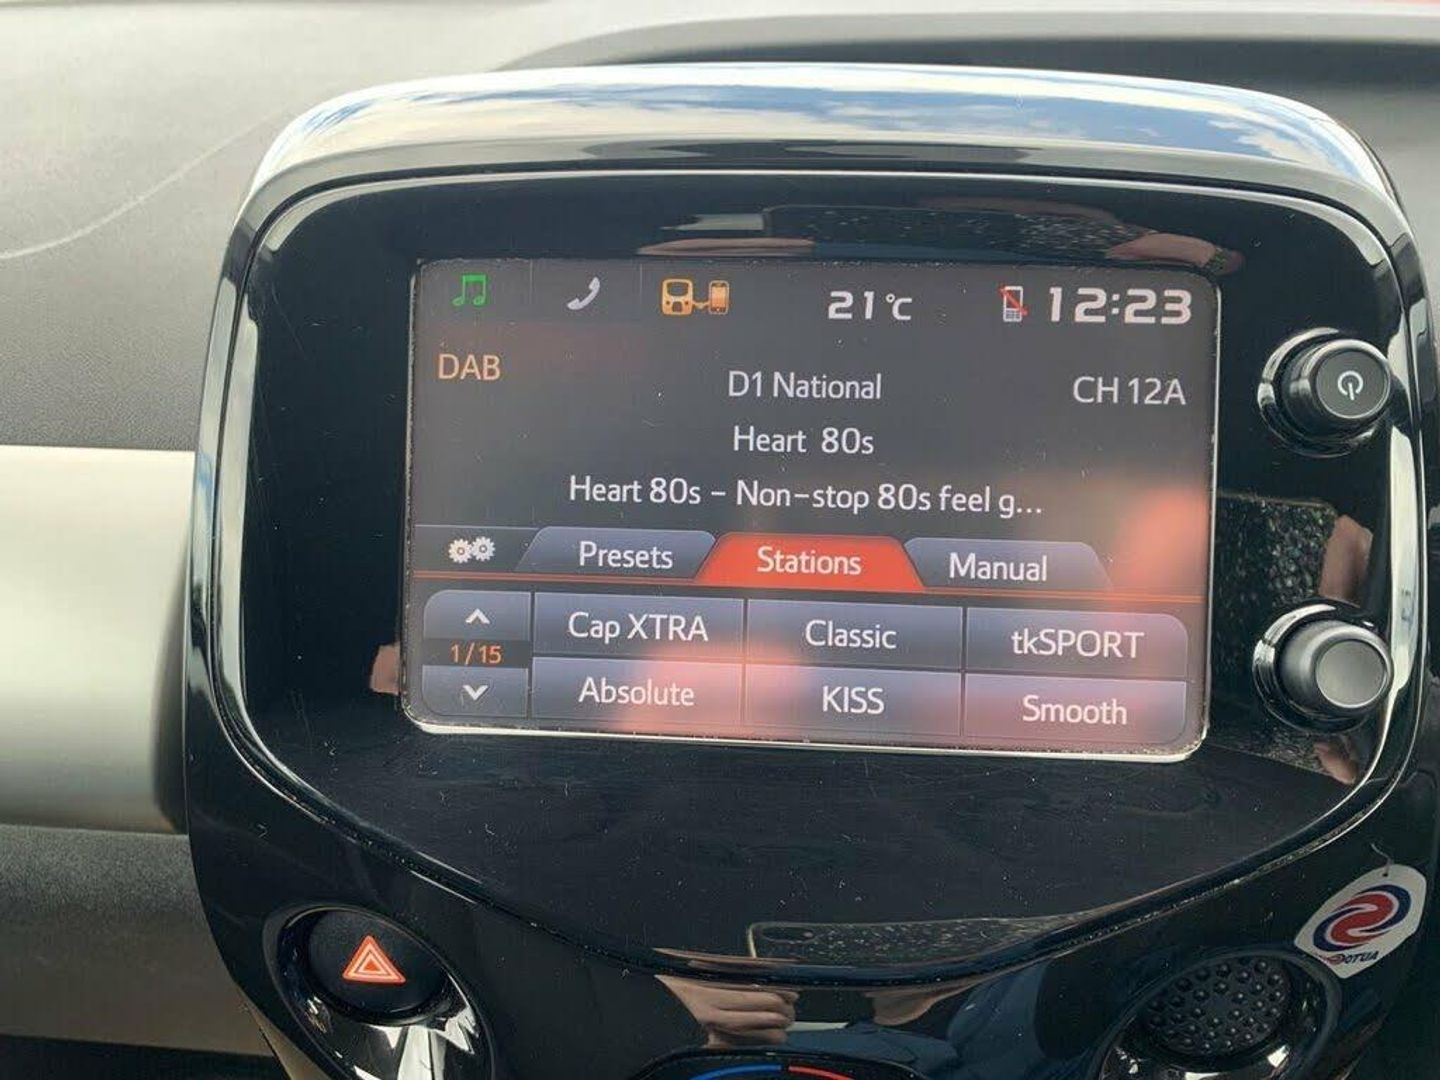 21°C 12:23
DAB
D1 National CH 12A
Heart 80s
Heart 80s - Non-stop 80s feel g...
Presets Stations Manual
Cap XTRA Classic tkSPORT
1/15
Absolute KISS Smooth